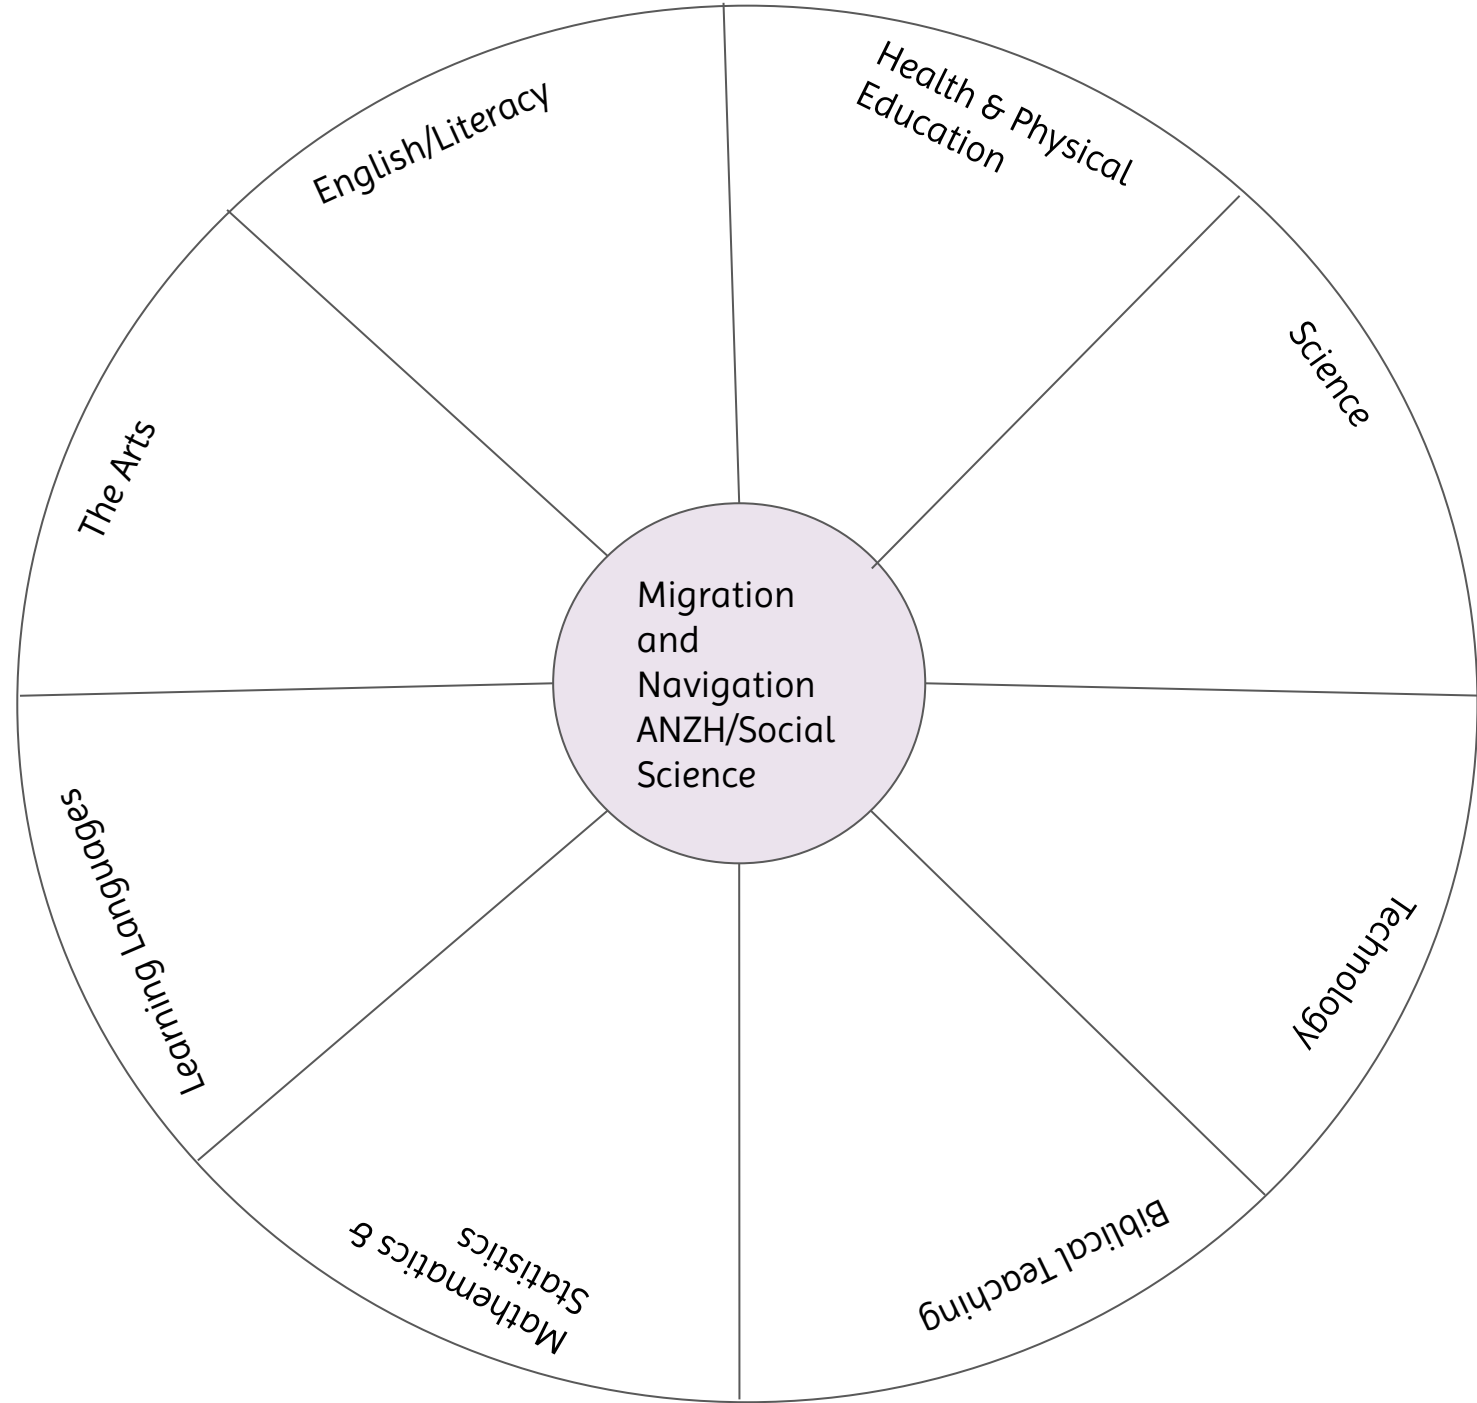 English/Literacy
Health & Physical
Education
Science
Technology
Biblical Teaching
Mathematics &
Statistics
Learning Languages
The Arts
Migration
and
Navigation
ANZH/Social
Science